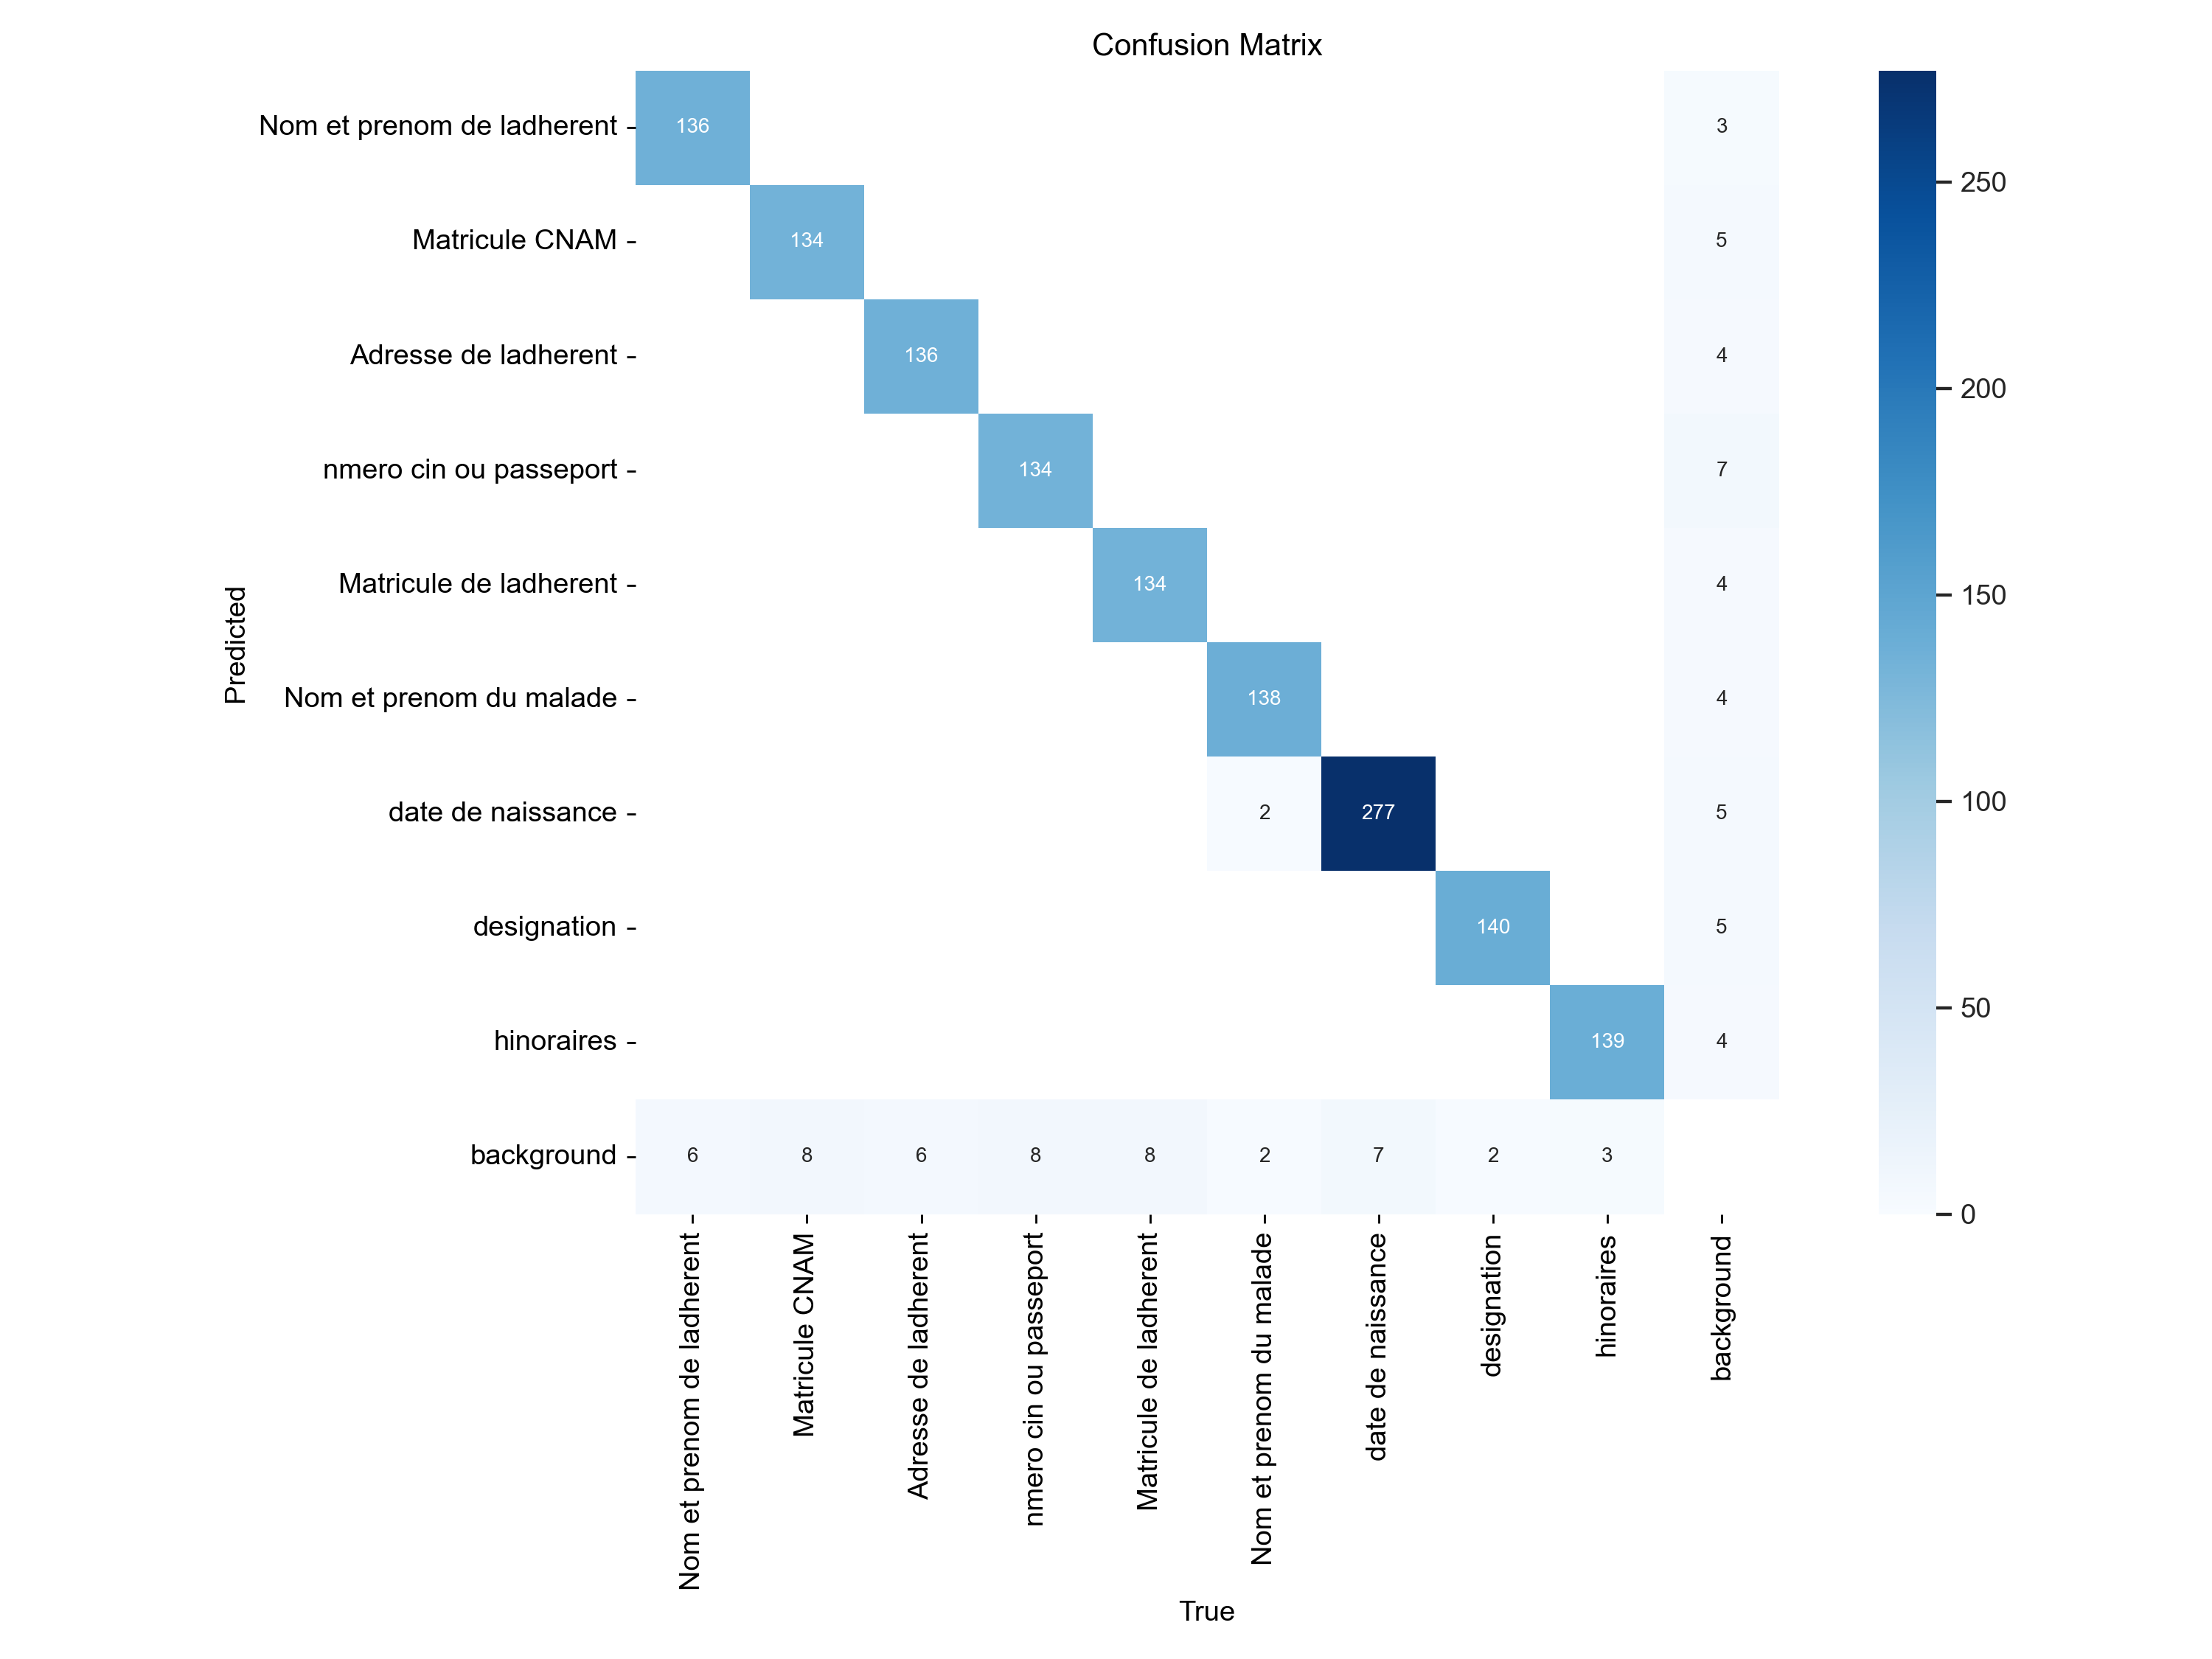 Confusion Matrix
Nom et prenom de ladherent 136 3
Matricule CNAM 134 5
Adresse de ladherent 136 4
nmero cin ou passeport 134 7
Matricule de ladherent 134 4
Nom et prenom du malade 138 4
date de naissance 2 277 5
designation 140 5
hinoraires 139 4
background 6 8 6 8 8 2 7 2 3
Predicted
Nom et prenom de ladherent
Matricule CNAM
Adresse de ladherent
nmero cin ou passeport
Matricule de ladherent
Nom et prenom du malade
date de naissance
designation
hinoraires
background
True
250
200
150
100
50
0